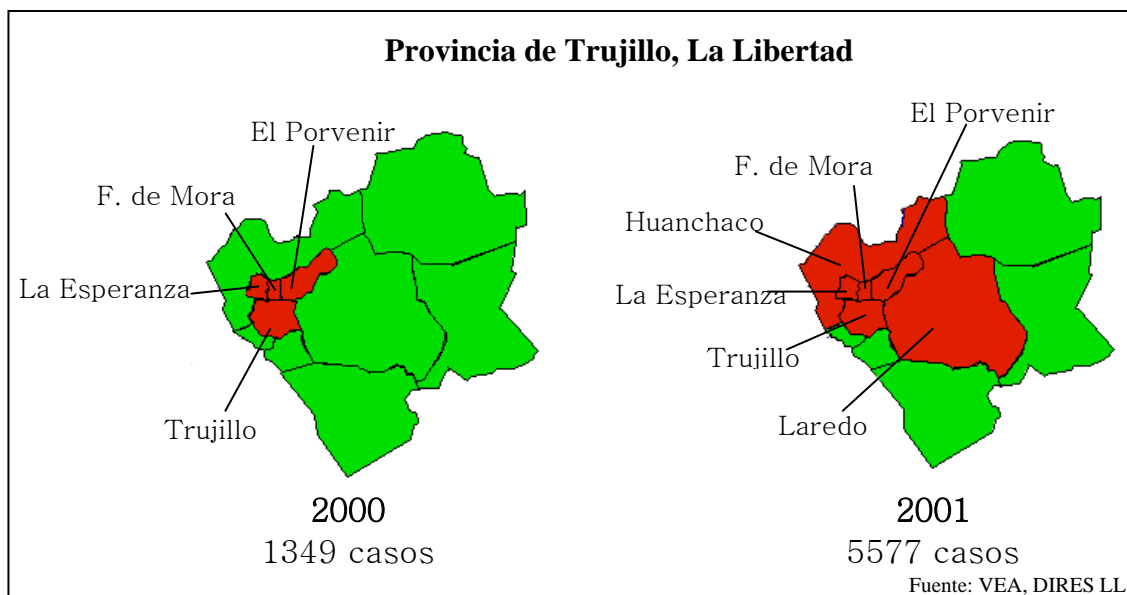 Provincia de Trujillo, La Libertad
El Porvenir
F. de Mora
La Esperanza
Trujillo
2000
1349 casos
El Porvenir
F. de Mora
Huanchaco
La Esperanza
Trujillo
Laredo
2001
5577 casos
Fuente: VEA, DIRES LL